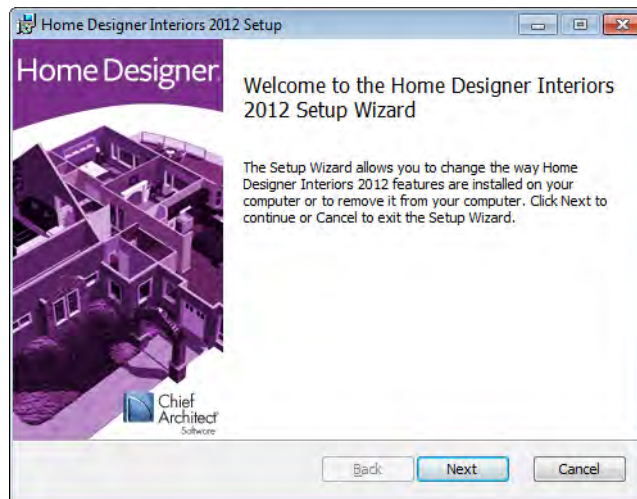 Home Designer Interiors 2012 Setup
Home Designer
Welcome to the Home Designer Interiors
2012 Setup Wizard
The Setup Wizard allows you to change the way Home
Designer Interiors 2012 features are installed on your
computer or to remove it from your computer. Click Next to
continue or Cancel to exit the Setup Wizard.
Chief
Architect
Software
Back
Next
Cancel